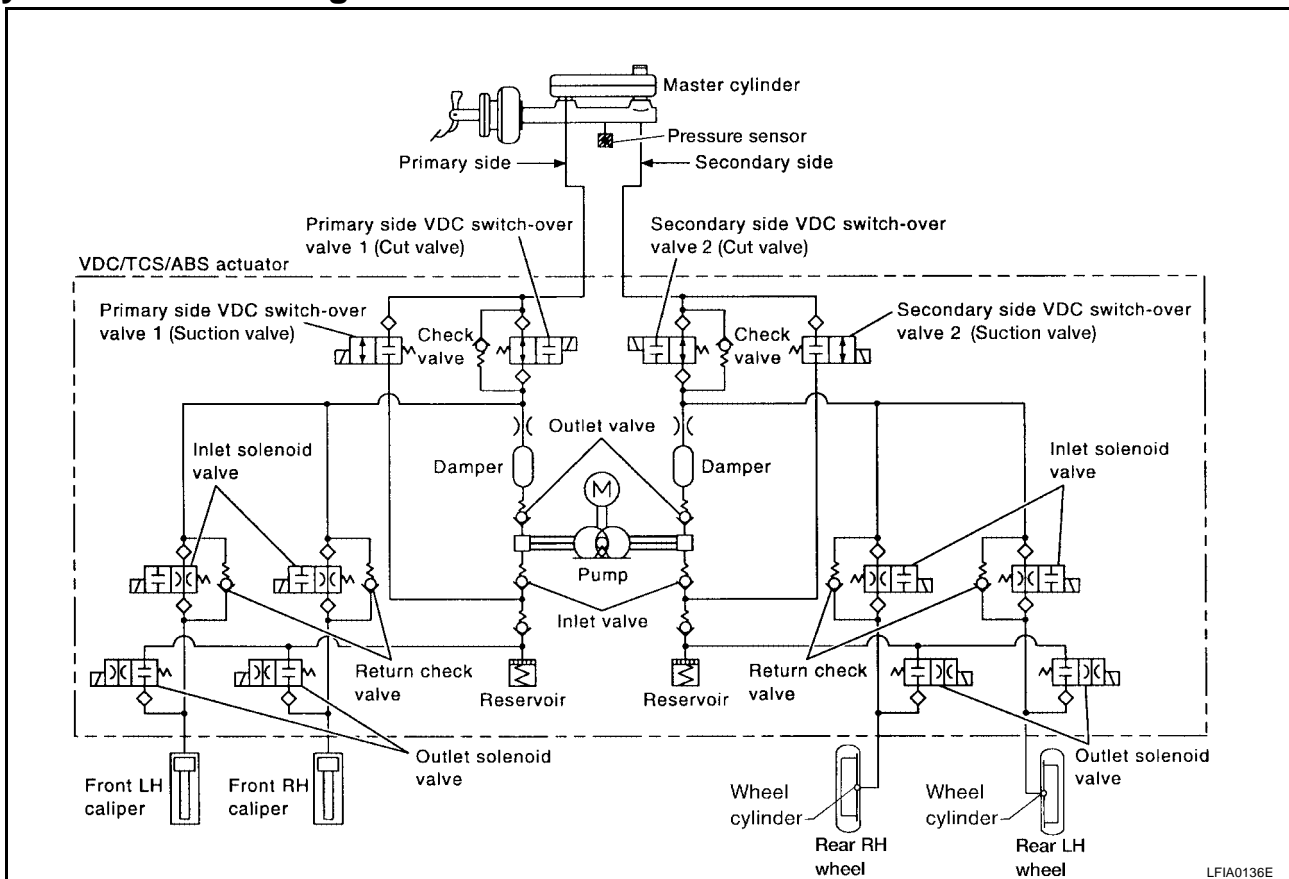 Master cylinder
Pressure sensor
Primary side
Secondary side
Primary side VDC switch-over
valve 1 (Cut valve)
Secondary side VDC switch-over
valve 2 (Cut valve)
VDC/TCS/ABS actuator
Primary side VDC switch-over
valve 1 (Suction valve)
Check
valve
Check
valve
Secondary side VDC switch-over
valve 2 (Suction valve)
Inlet solenoid
valve
Outlet valve
Damper
Damper
M
Inlet solenoid
valve
Pump
Inlet valve
Return check
valve
Reservoir
Reservoir
Return check
valve
Outlet solenoid
valve
Outlet solenoid
valve
Front LH
caliper
Front RH
caliper
Wheel
cylinder
Rear RH
wheel
Wheel
cylinder
Rear LH
wheel
LFIA0136E